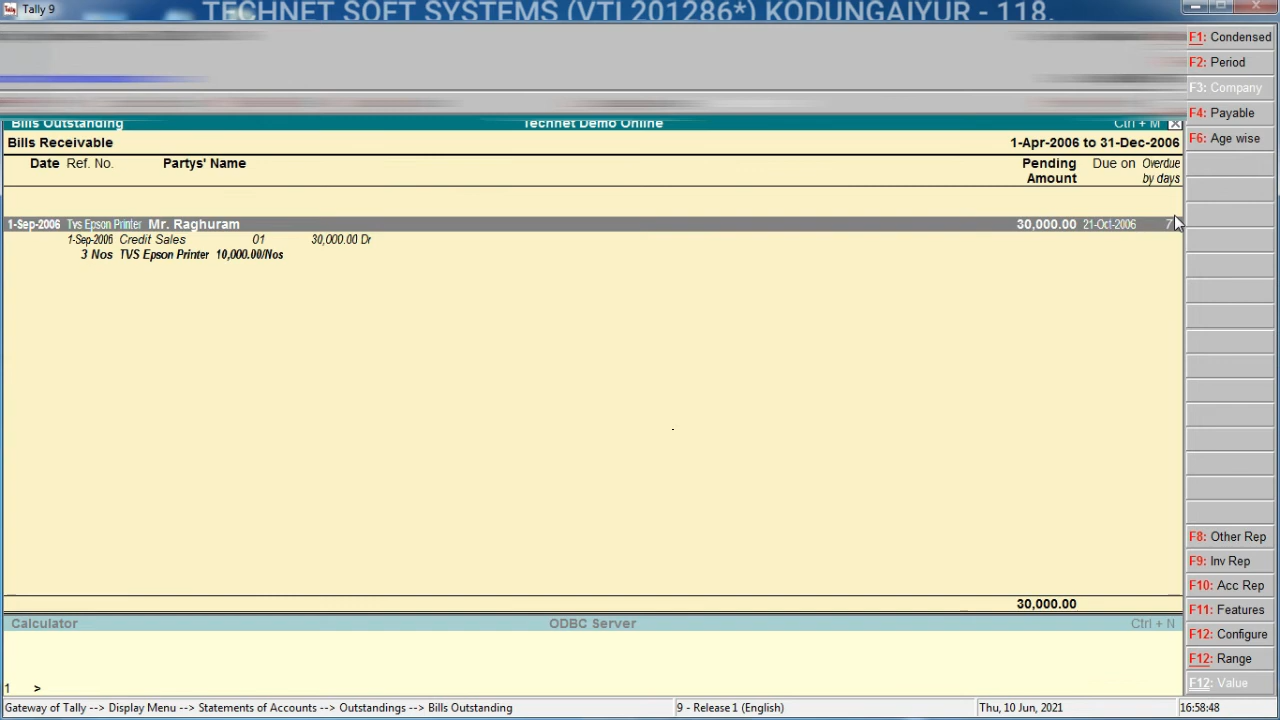 Tally 9
TECHNET SOFT SYSTEMS (VTL 201286*) KODUNGAIYUR - 118.
F1: Condensed
F2: Period
F3: Company
F4: Payable
F6: Age wise
Bills Outstanding Technet Demo Online Ctrl + M
Bills Receivable 1-Apr-2006 to 31-Dec-2006
Date Ref. No. Partys' Name Pending Due on Overdue
Amount by days
1-Sep-2006 Tvs Epson Printer Mr. Raghuram 30,000.00 21-Oct-2006
1-Sep-2006 Credit Sales 01 30,000.00 Dr
3 Nos TVS Epson Printer 10,000.00/Nos
30,000.00
F8: Other Rep
F9: Inv Rep
F10: Acc Rep
F11: Features
F12: Configure
F12: Range
F12: Value
Calculator ODBC Server Ctrl + N
1 >
Gateway of Tally --> Display Menu --> Statements of Accounts --> Outstandings --> Bills Outstanding 9 - Release 1 (English) Thu, 10 Jun, 2021 16:58:48